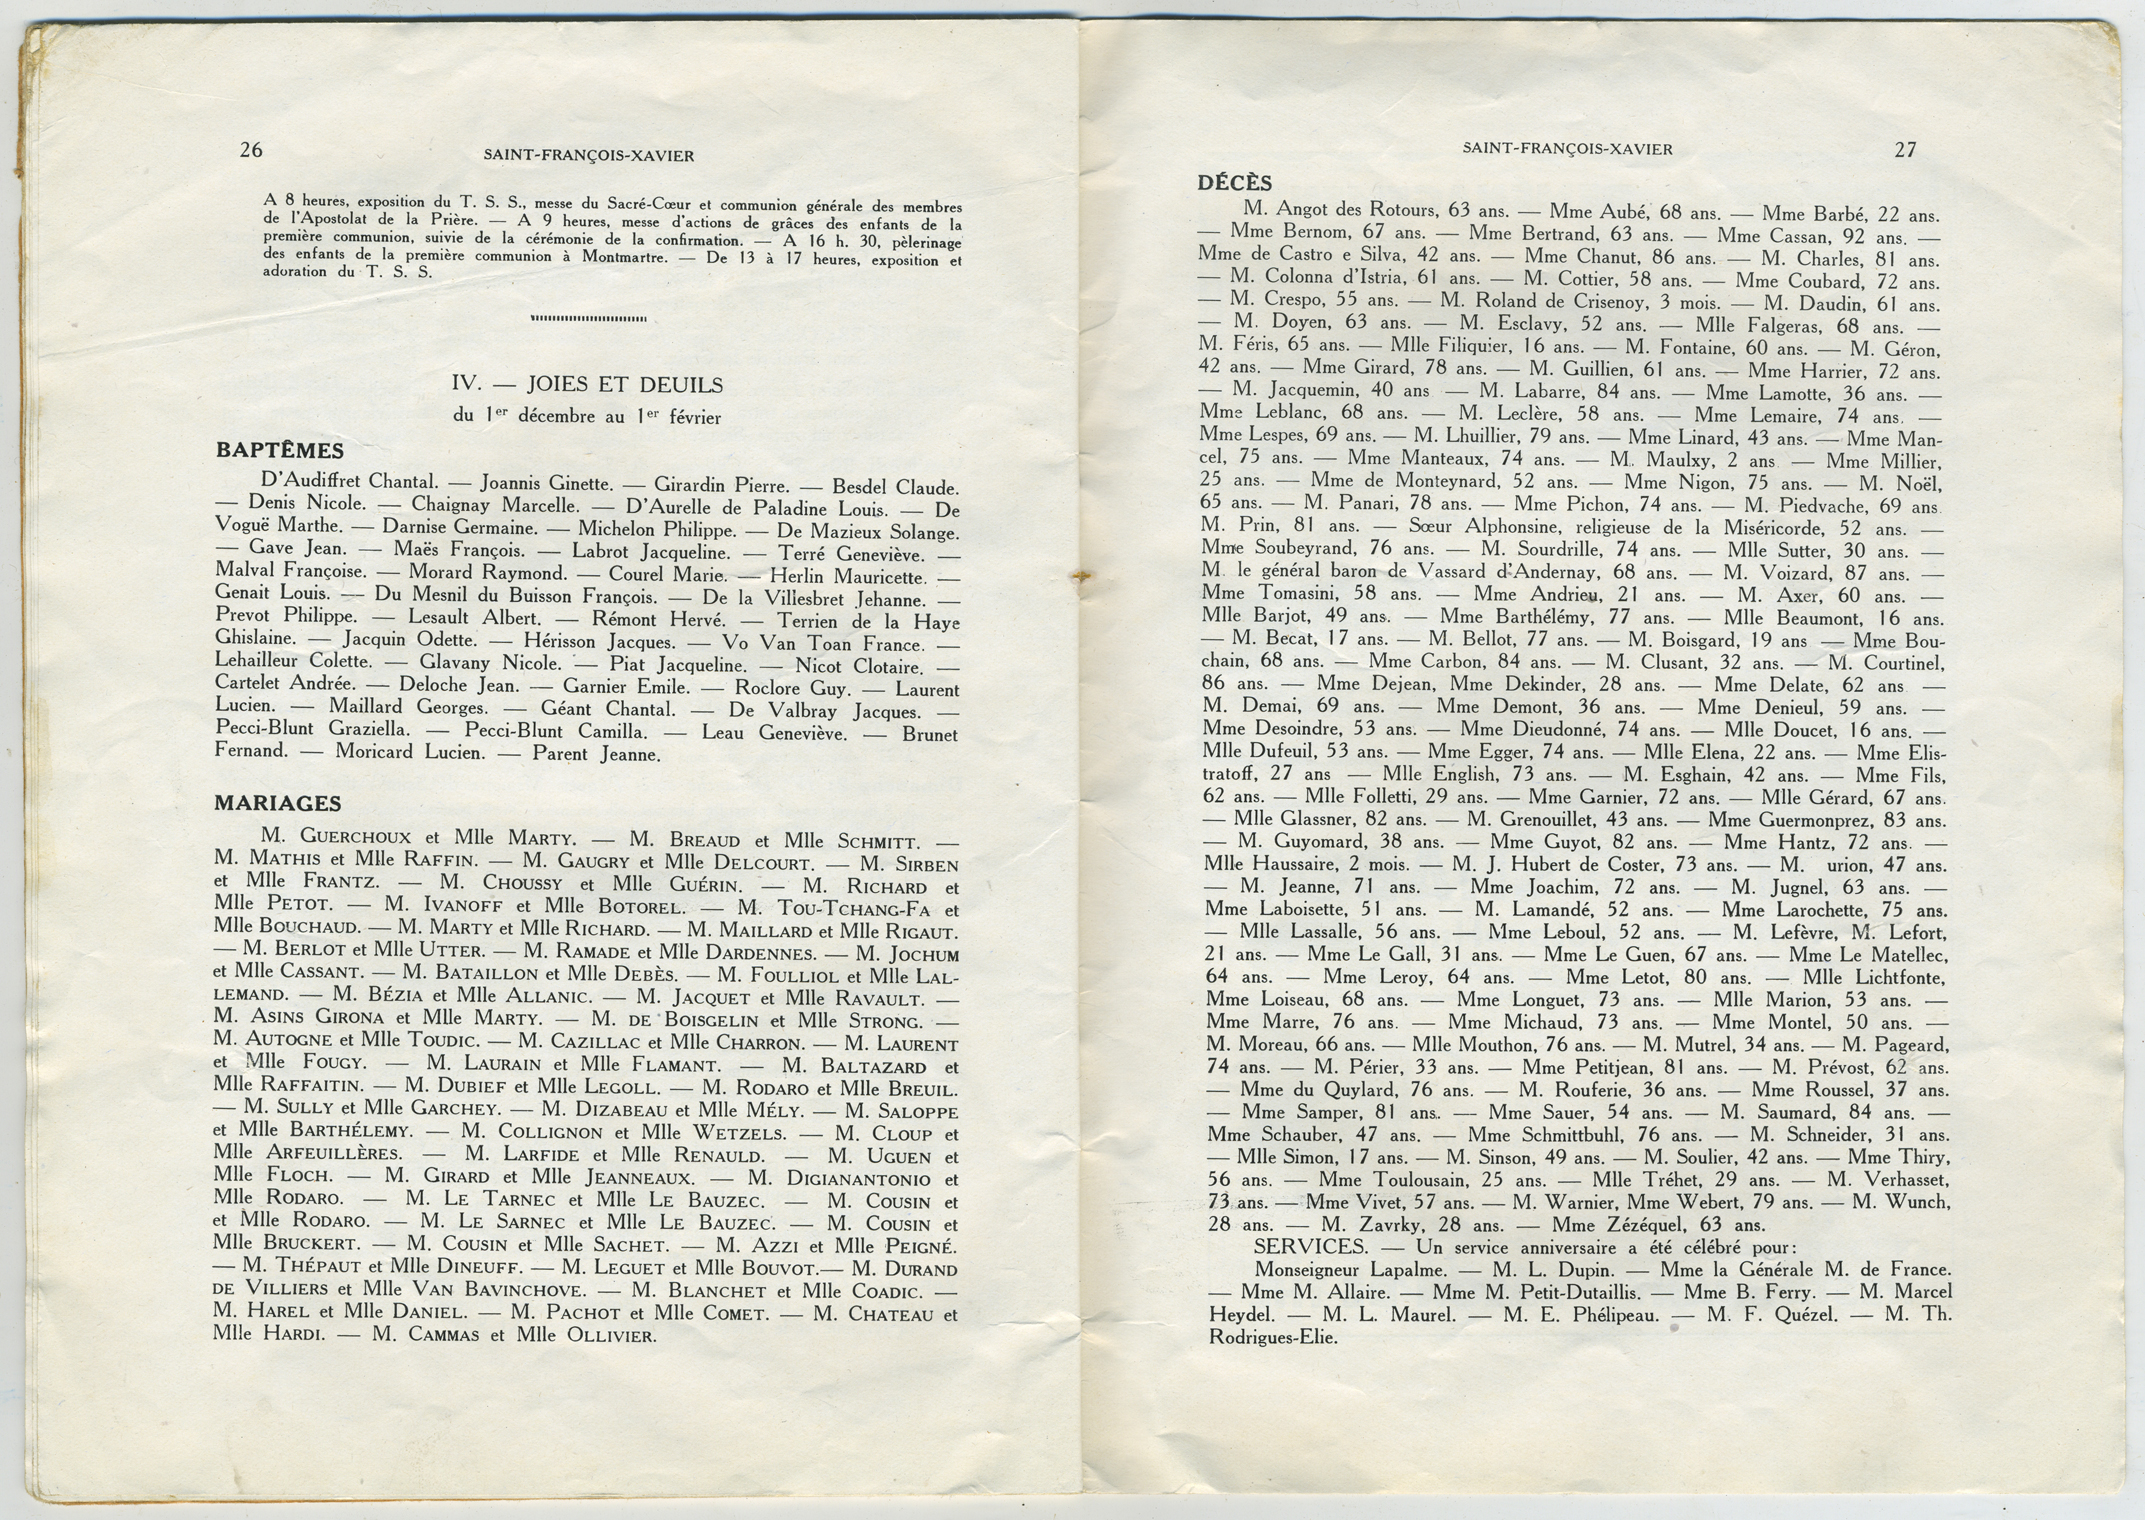 26
SAINT-FRANÇOIS-XAVIER
A 8 heures, exposition du T. S. S., messe du Sacré-Cœur et communion générale des membres
de l'Apostolat de la Prière. — A 9 heures, messe d'actions de grâces des enfants de la
première communion, suivie de la cérémonie de la confirmation. — A 16 h. 30, pèlerinage
des enfants de la première communion à Montmartre. — De 13 à 17 heures, exposition et
adoration du T. S. S.
IV. — JOIES ET DEUILS
du 1er décembre au 1er février
BAPTÊMES
D'Audiffret Chantal. — Joannis Ginette. — Girardin Pierre. — Besdel Claude.
— Denis Nicole. — Chaignay Marcelle. — D'Aurelle de Paladine Louis. — De
Voguë Marthe. — Darnise Germaine. — Michelon Philippe. — De Mazieux Solange.
— Gave Jean. — Maës François. — Labrot Jacqueline. — Terré Geneviève. —
Malval Françoise. — Morard Raymond. — Courel Marie. — Herlin Mauricette. —
Genait Louis. — Du Mesnil du Buisson François. — De la Villesbret Jehanne. —
Prevot Philippe. — Lesault Albert. — Rémont Hervé. — Terrien de la Haye
Ghislaine. — Jacquin Odette. — Hérisson Jacques. — Vo Van Toan France. —
Lehailleur Colette. — Glavany Nicole. — Piat Jacqueline. — Nicot Clotaire. —
Cartelet Andrée. — Deloche Jean. — Garnier Emile. — Roclore Guy. — Laurent
Lucien. — Maillard Georges. — Géant Chantal. — De Valbray Jacques. —
Pecci-Blunt Graziella. — Pecci-Blunt Camilla. — Leau Geneviève. — Brunet
Fernand. — Moricard Lucien. — Parent Jeanne.
MARIAGES
M. GUERCHOUX et Mlle MARTY. — M. BREAUD et Mlle SCHMITT. —
M. MATHIS et Mlle RAFFIN. — M. GAUGRY et Mlle DELCOURT. — M. SIRBEN
et Mlle FRANTZ. — M. CHOUSSY et Mlle GUÉRIN. — M. RICHARD et
Mlle PETOT. — M. IVANOFF et Mlle BOTOREL. — M. TOU-TCHANG-FA et
Mlle BOUCHAUD. — M. MARTY et Mlle RICHARD. — M. MAILLARD et Mlle RIGAUT.
— M. BERLOT et Mlle UTTER. — M. RAMADE et Mlle DARDENNES. — M. JOCHUM
et Mlle CASSANT. — M. BATAILLON et Mlle DEBÈS. — M. FOULLIOL et Mlle LAL-
LEMAND. — M. BÉZIA et Mlle ALLANIC. — M. JACQUET et Mlle RAVAULT. —
M. ASINS GIRONA et Mlle MARTY. — M. DE BOISGELIN et Mlle STRONG. —
M. AUTOGNE et Mlle TOUDIC. — M. CAZILLAC et Mlle CHARRON. — M. LAURENT
et Mlle FOUGY. — M. LAURAIN et Mlle FLAMANT. — M. BALTAZARD et
Mlle RAFFAITIN. — M. DUBIEF et Mlle LEGOLL. — M. RODARO et Mlle BREUIL.
— M. SULLY et Mlle GARCHEY. — M. DIZABEAU et Mlle MÉLY. — M. SALOPPE
et Mlle BARTHÉLEMY. — M. COLLIGNON et Mlle WETZELS. — M. CLOUP et
Mlle ARFEUILLÈRES. — M. LARFIDE et Mlle RENAULD. — M. UGUEN et
Mlle FLOCH. — M. GIRARD et Mlle JEANNEAUX. — M. DIGIANANTONIO et
Mlle RODARO. — M. LE TARNEC et Mlle LE BAUZEC. — M. COUSIN et
et Mlle RODARO. — M. LE SARNEC et Mlle LE BAUZEC. — M. COUSIN et
Mlle BRUCKERT. — M. COUSIN et Mlle SACHET. — M. AZZI et Mlle PEIGNÉ.
— M. THÉPAUT et Mlle DINEUFF. — M. LEGUET et Mlle BOUVOT.— M. DURAND
DE VILLIERS et Mlle VAN BAVINCHOVE. — M. BLANCHET et Mlle COADIC. —
M. HAREL et Mlle DANIEL. — M. PACHOT et Mlle COMET. — M. CHATEAU et
Mlle HARDI. — M. CAMMAS et Mlle OLLIVIER.
SAINT-FRANÇOIS-XAVIER
27
DÉCÈS
M. Angot des Rotours, 63 ans. — Mme Aubé, 68 ans. — Mme Barbé, 22 ans.
— Mme Bernom, 67 ans. — Mme Bertrand, 63 ans. — Mme Cassan, 92 ans. —
Mme de Castro e Silva, 42 ans. — Mme Chanut, 86 ans. — M. Charles, 81 ans.
— M. Colonna d'Istria, 61 ans. — M. Cottier, 58 ans. — Mme Coubard, 72 ans.
— M. Crespo, 55 ans. — M. Roland de Crisenoy, 3 mois. — M. Daudin, 61 ans.
— M. Doyen, 63 ans. — M. Esclavy, 52 ans. — Mlle Falgeras, 68 ans. —
M. Féris, 65 ans. — Mlle Filiquier, 16 ans. — M. Fontaine, 60 ans. — M. Géron,
42 ans. — Mme Girard, 78 ans. — M. Guillien, 61 ans. — Mme Harrier, 72 ans.
— M. Jacquemin, 40 ans — M. Labarre, 84 ans. — Mme Lamotte, 36 ans. —
Mme Leblanc, 68 ans. — M. Leclère, 58 ans. — Mme Lemaire, 74 ans. —
Mme Lespes, 69 ans. — M. Lhuillier, 79 ans. — Mme Linard, 43 ans. — Mme Man-
cel, 75 ans. — Mme Manteaux, 74 ans. — M. Maulxy, 2 ans — Mme Millier,
25 ans. — Mme de Monteynard, 52 ans. — Mme Nigon, 75 ans. — M. Noël,
65 ans. — M. Panari, 78 ans. — Mme Pichon, 74 ans. — M. Piedvache, 69 ans.
M. Prin, 81 ans. — Sœur Alphonsine, religieuse de la Miséricorde, 52 ans. —
Mme Soubeyrand, 76 ans. — M. Sourdrille, 74 ans. — Mlle Sutter, 30 ans. —
M. le général baron de Vassard d'Andernay, 68 ans. — M. Voizard, 87 ans. —
Mme Tomasini, 58 ans. — Mme Andrieu, 21 ans. — M. Axer, 60 ans. —
Mlle Barjot, 49 ans. — Mme Barthélémy, 77 ans. — Mlle Beaumont, 16 ans.
— M. Becat, 17 ans. — M. Bellot, 77 ans. — M. Boisgard, 19 ans — Mme Bou-
chain, 68 ans. — Mme Carbon, 84 ans. — M. Clusant, 32 ans. — M. Courtinel,
86 ans. — Mme Dejean, Mme Dekinder, 28 ans. — Mme Delate, 62 ans —
M. Demai, 69 ans. — Mme Demont, 36 ans. — Mme Denieul, 59 ans. —
Mme Desoindre, 53 ans. — Mme Dieudonné, 74 ans. — Mlle Doucet, 16 ans. —
Mlle Dufeuil, 53 ans. — Mme Egger, 74 ans. — Mlle Elena, 22 ans. — Mme Elis-
tratoff, 27 ans — Mlle English, 73 ans. — M. Esghain, 42 ans. — Mme Fils,
62 ans. — Mlle Folletti, 29 ans. — Mme Garnier, 72 ans. — Mlle Gérard, 67 ans.
— Mlle Glassner, 82 ans. — M. Grenouillet, 43 ans. — Mme Guermonprez, 83 ans.
— M. Guyomard, 38 ans. — Mme Guyot, 82 ans. — Mme Hantz, 72 ans. —
Mlle Haussaire, 2 mois. — M. J. Hubert de Coster, 73 ans. — M. urion, 47 ans.
— M. Jeanne, 71 ans. — Mme Joachim, 72 ans. — M. Jugnel, 63 ans. —
Mme Laboisette, 51 ans. — M. Lamandé, 52 ans. — Mme Larochette, 75 ans.
— Mlle Lassalle, 56 ans. — Mme Leboul, 52 ans. — M. Lefèvre, M. Lefort,
21 ans. — Mme Le Gall, 31 ans. — Mme Le Guen, 67 ans. — Mme Le Matellec,
64 ans. — Mme Leroy, 64 ans. — Mme Letot, 80 ans. — Mlle Lichtfonte,
Mme Loiseau, 68 ans. — Mme Longuet, 73 ans. — Mlle Marion, 53 ans. —
Mme Marre, 76 ans. — Mme Michaud, 73 ans. — Mme Montel, 50 ans. —
M. Moreau, 66 ans. — Mlle Mouthon, 76 ans. — M. Mutrel, 34 ans. — M. Pageard,
74 ans. — M. Périer, 33 ans. — Mme Petitjean, 81 ans. — M. Prévost, 62 ans.
— Mme du Quylard, 76 ans. — M. Rouferie, 36 ans. — Mme Roussel, 37 ans.
— Mme Samper, 81 ans. — Mme Sauer, 54 ans. — M. Saumard, 84 ans. —
Mme Schauber, 47 ans. — Mme Schmittbuhl, 76 ans. — M. Schneider, 31 ans.
— Mlle Simon, 17 ans. — M. Sinson, 49 ans. — M. Soulier, 42 ans. — Mme Thiry,
56 ans. — Mme Toulousain, 25 ans. — Mlle Tréhet, 29 ans. — M. Verhasset,
73 ans. — Mme Vivet, 57 ans. — M. Warnier, Mme Webert, 79 ans. — M. Wunch,
28 ans. — M. Zavrky, 28 ans. — Mme Zézéquel, 63 ans.
SERVICES. — Un service anniversaire a été célébré pour:
Monseigneur Lapalme. — M. L. Dupin. — Mme la Générale M. de France.
— Mme M. Allaire. — Mme M. Petit-Dutaillis. — Mme B. Ferry. — M. Marcel
Heydel. — M. L. Maurel. — M. E. Phélipeau. — M. F. Quézel. — M. Th.
Rodrigues-Elie.